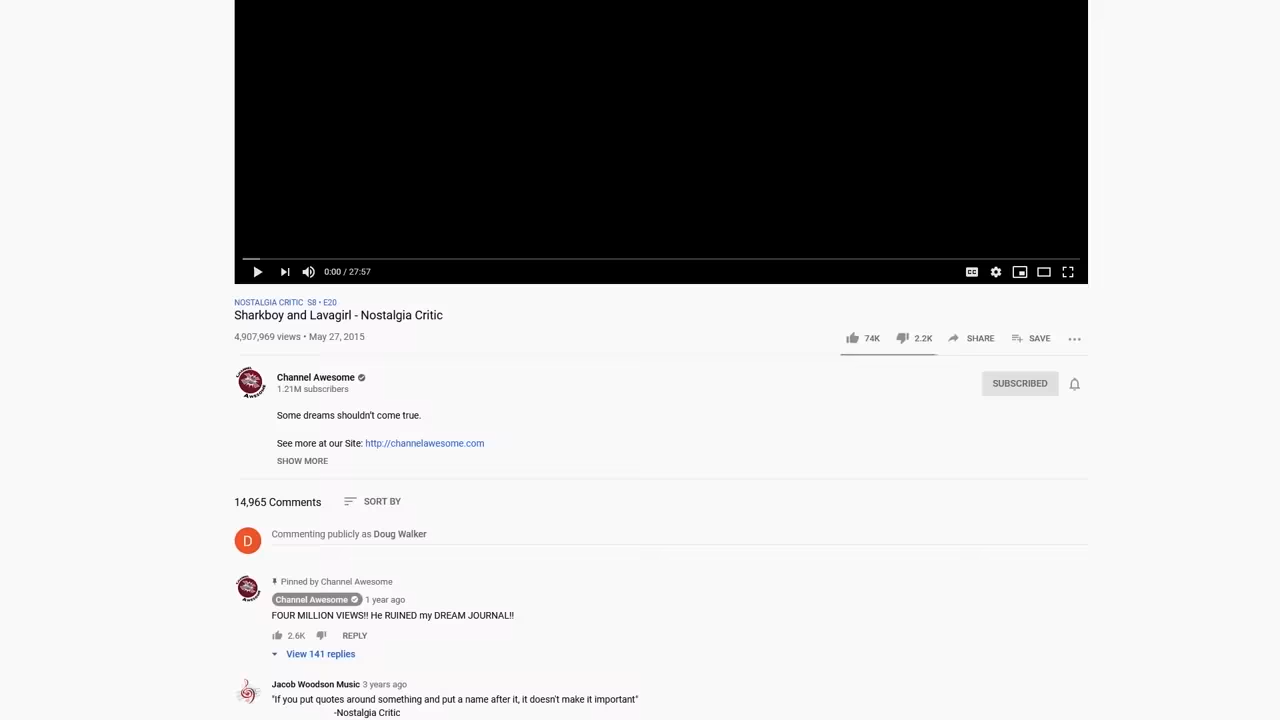 0:00 / 27:57
NOSTALGIA CRITIC S8 • E20
Sharkboy and Lavagirl - Nostalgia Critic
4,907,969 views • May 27, 2015
74K 2.2K SHARE SAVE
Channel Awesome
1.21M subscribers
SUBSCRIBED
Some dreams shouldn't come true.
See more at our Site: http://channelawesome.com
SHOW MORE
14,965 Comments SORT BY
D Commenting publicly as Doug Walker
Pinned by Channel Awesome
Channel Awesome 1 year ago
FOUR MILLION VIEWS!! He RUINED my DREAM JOURNAL!!
2.6K REPLY
View 141 replies
Jacob Woodson Music 3 years ago
"If you put quotes around something and put a name after it, it doesn't make it important"
-Nostalgia Critic